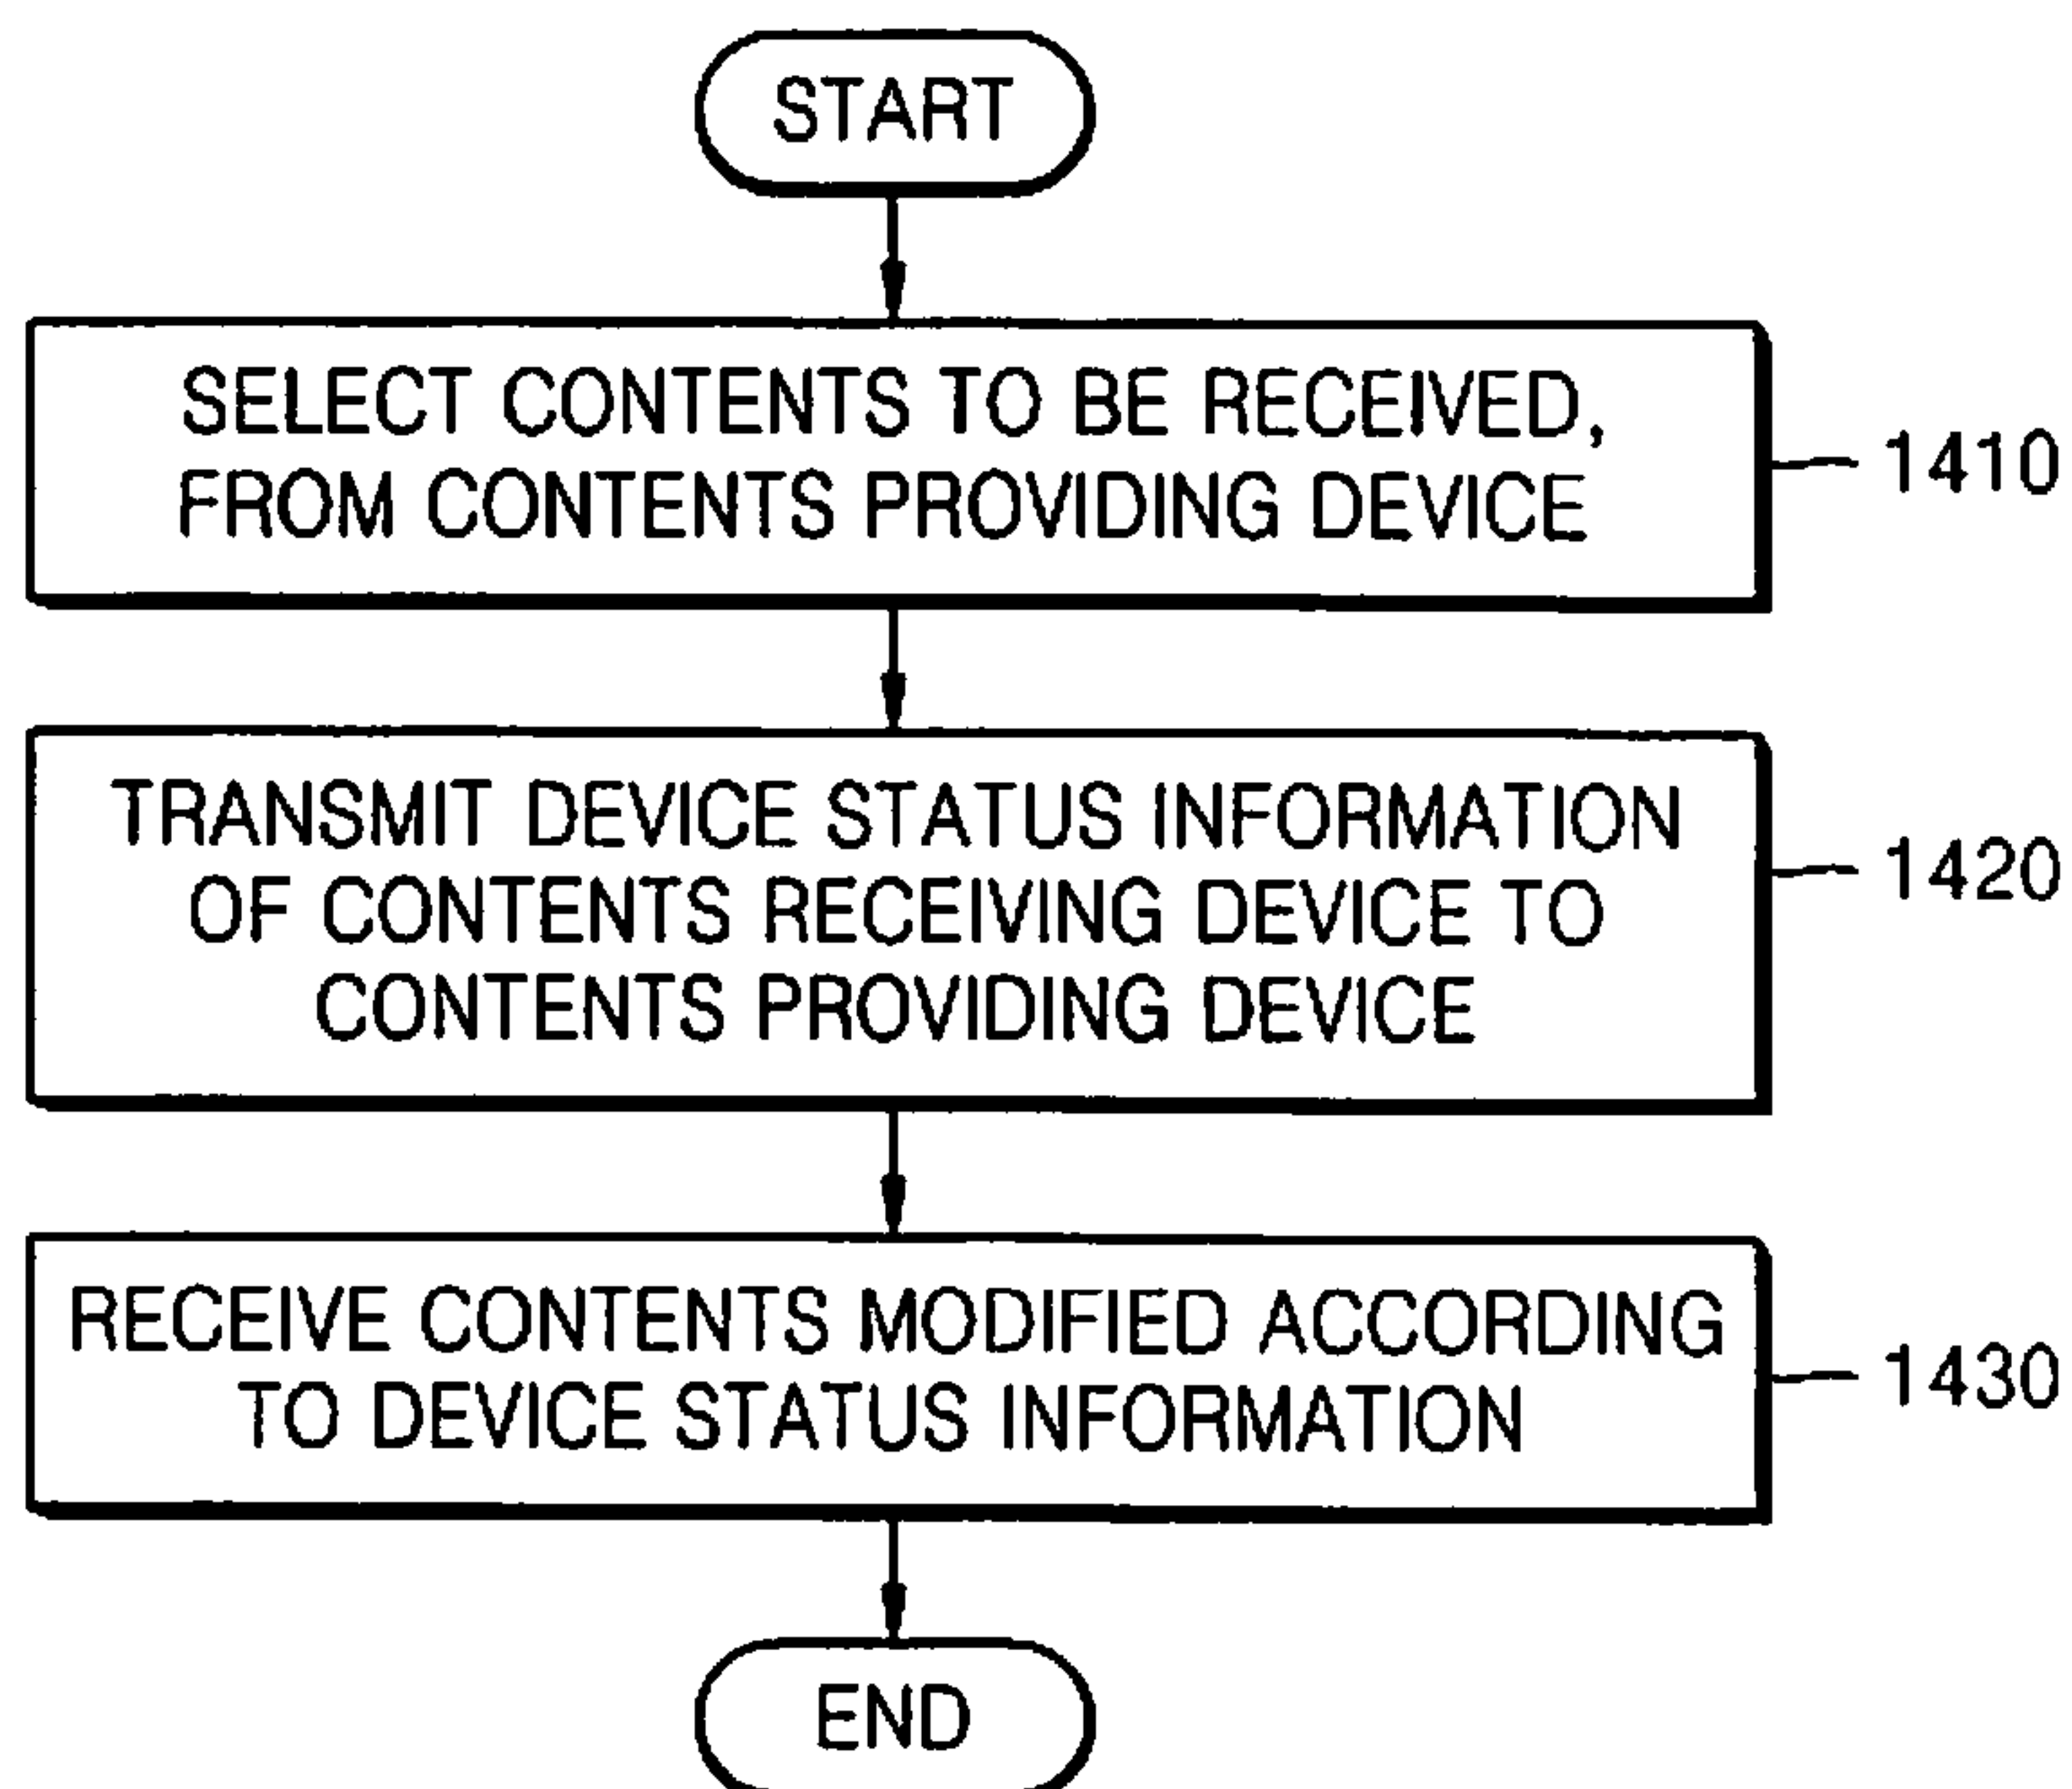 START
SELECT CONTENTS TO BE RECEIVED,
FROM CONTENTS PROVIDING DEVICE
1410
TRANSMIT DEVICE STATUS INFORMATION
OF CONTENTS RECEIVING DEVICE TO
CONTENTS PROVIDING DEVICE
1420
RECEIVE CONTENTS MODIFIED ACCORDING
TO DEVICE STATUS INFORMATION
1430
END